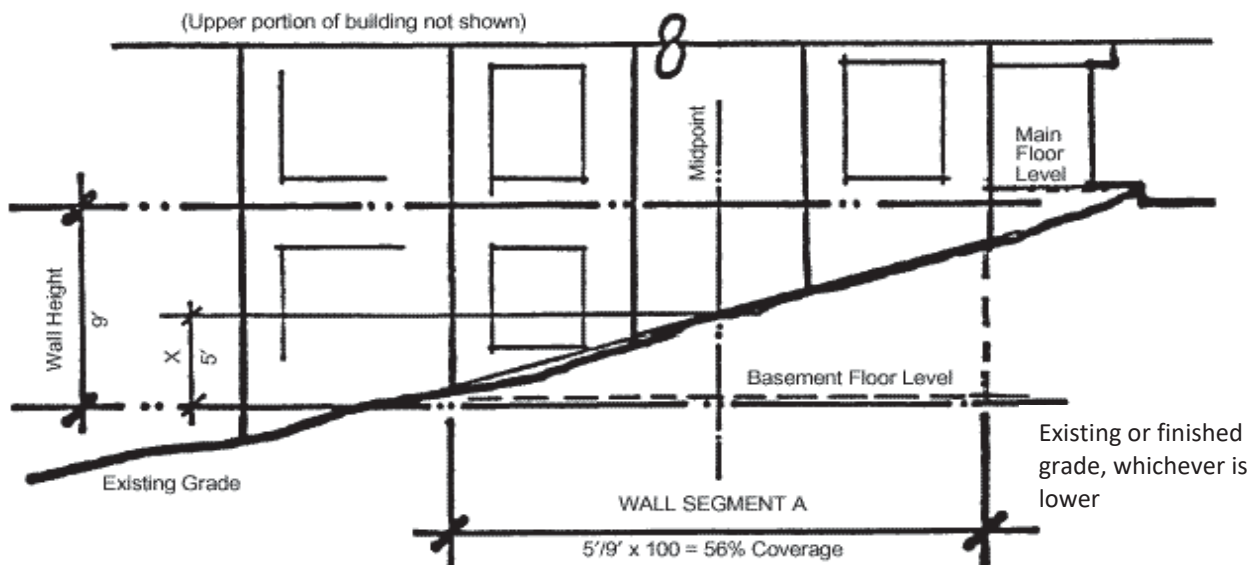 (Upper portion of building not shown)
8
Midpoint
Main
Floor
Level
Wall Height
9'
X
5'
Basement Floor Level
Existing or finished
grade, whichever is
lower
Existing Grade
WALL SEGMENT A
5'/9' x 100 = 56% Coverage